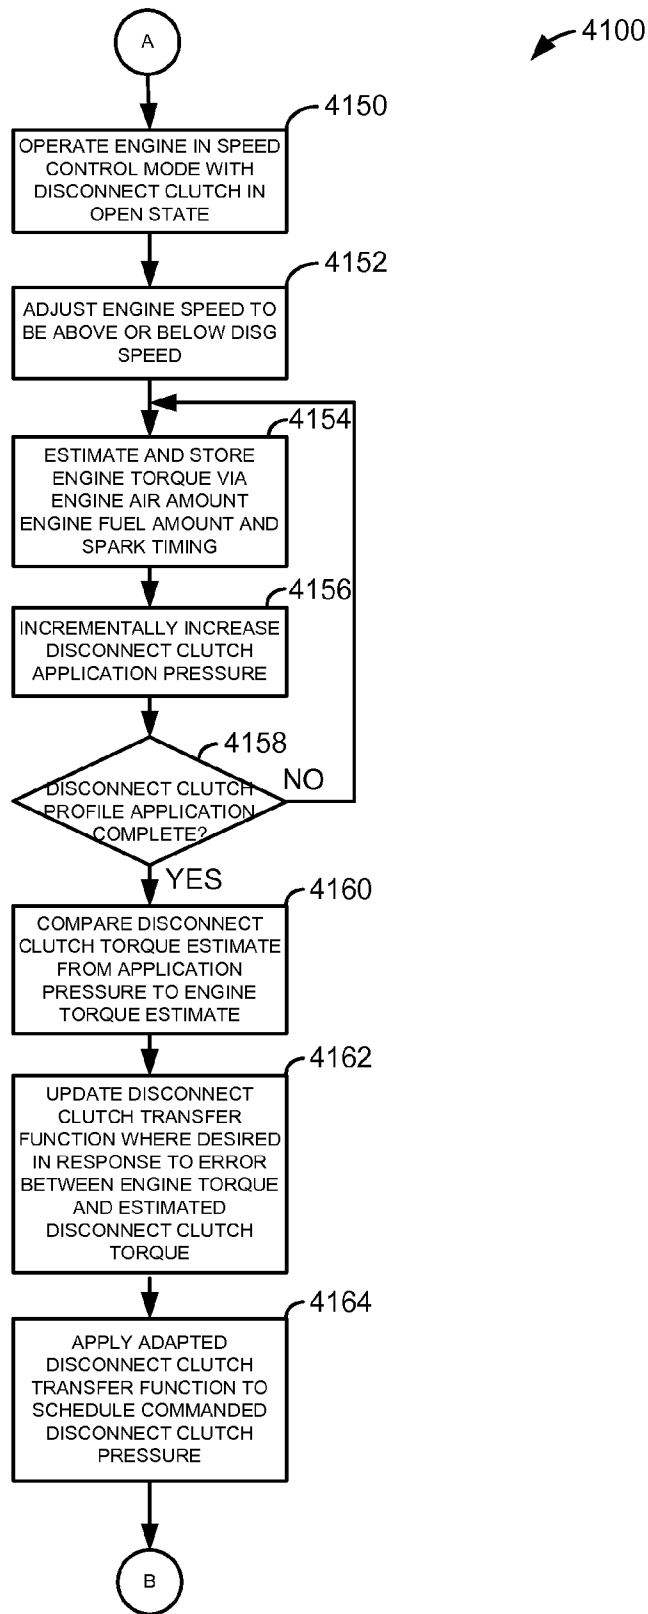 A
4100
4150
OPERATE ENGINE IN SPEED
CONTROL MODE WITH
DISCONNECT CLUTCH IN
OPEN STATE
4152
ADJUST ENGINE SPEED TO
BE ABOVE OR BELOW DISG
SPEED
4154
ESTIMATE AND STORE
ENGINE TORQUE VIA
ENGINE AIR AMOUNT
ENGINE FUEL AMOUNT AND
SPARK TIMING
4156
INCREMENTALLY INCREASE
DISCONNECT CLUTCH
APPLICATION PRESSURE
4158
DISCONNECT CLUTCH
PROFILE APPLICATION
COMPLETE?
NO
YES
4160
COMPARE DISCONNECT
CLUTCH TORQUE ESTIMATE
FROM APPLICATION
PRESSURE TO ENGINE
TORQUE ESTIMATE
4162
UPDATE DISCONNECT
CLUTCH TRANSFER
FUNCTION WHERE DESIRED
IN RESPONSE TO ERROR
BETWEEN ENGINE TORQUE
AND ESTIMATED
DISCONNECT CLUTCH
TORQUE
4164
APPLY ADAPTED
DISCONNECT CLUTCH
TRANSFER FUNCTION TO
SCHEDULE COMMANDED
DISCONNECT CLUTCH
PRESSURE
B